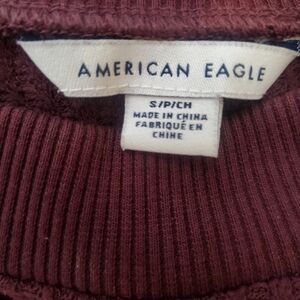 AMERICAN EAGLE
S/P/CH
MADE IN CHINA
FABRIQUÉ EN
CHINE